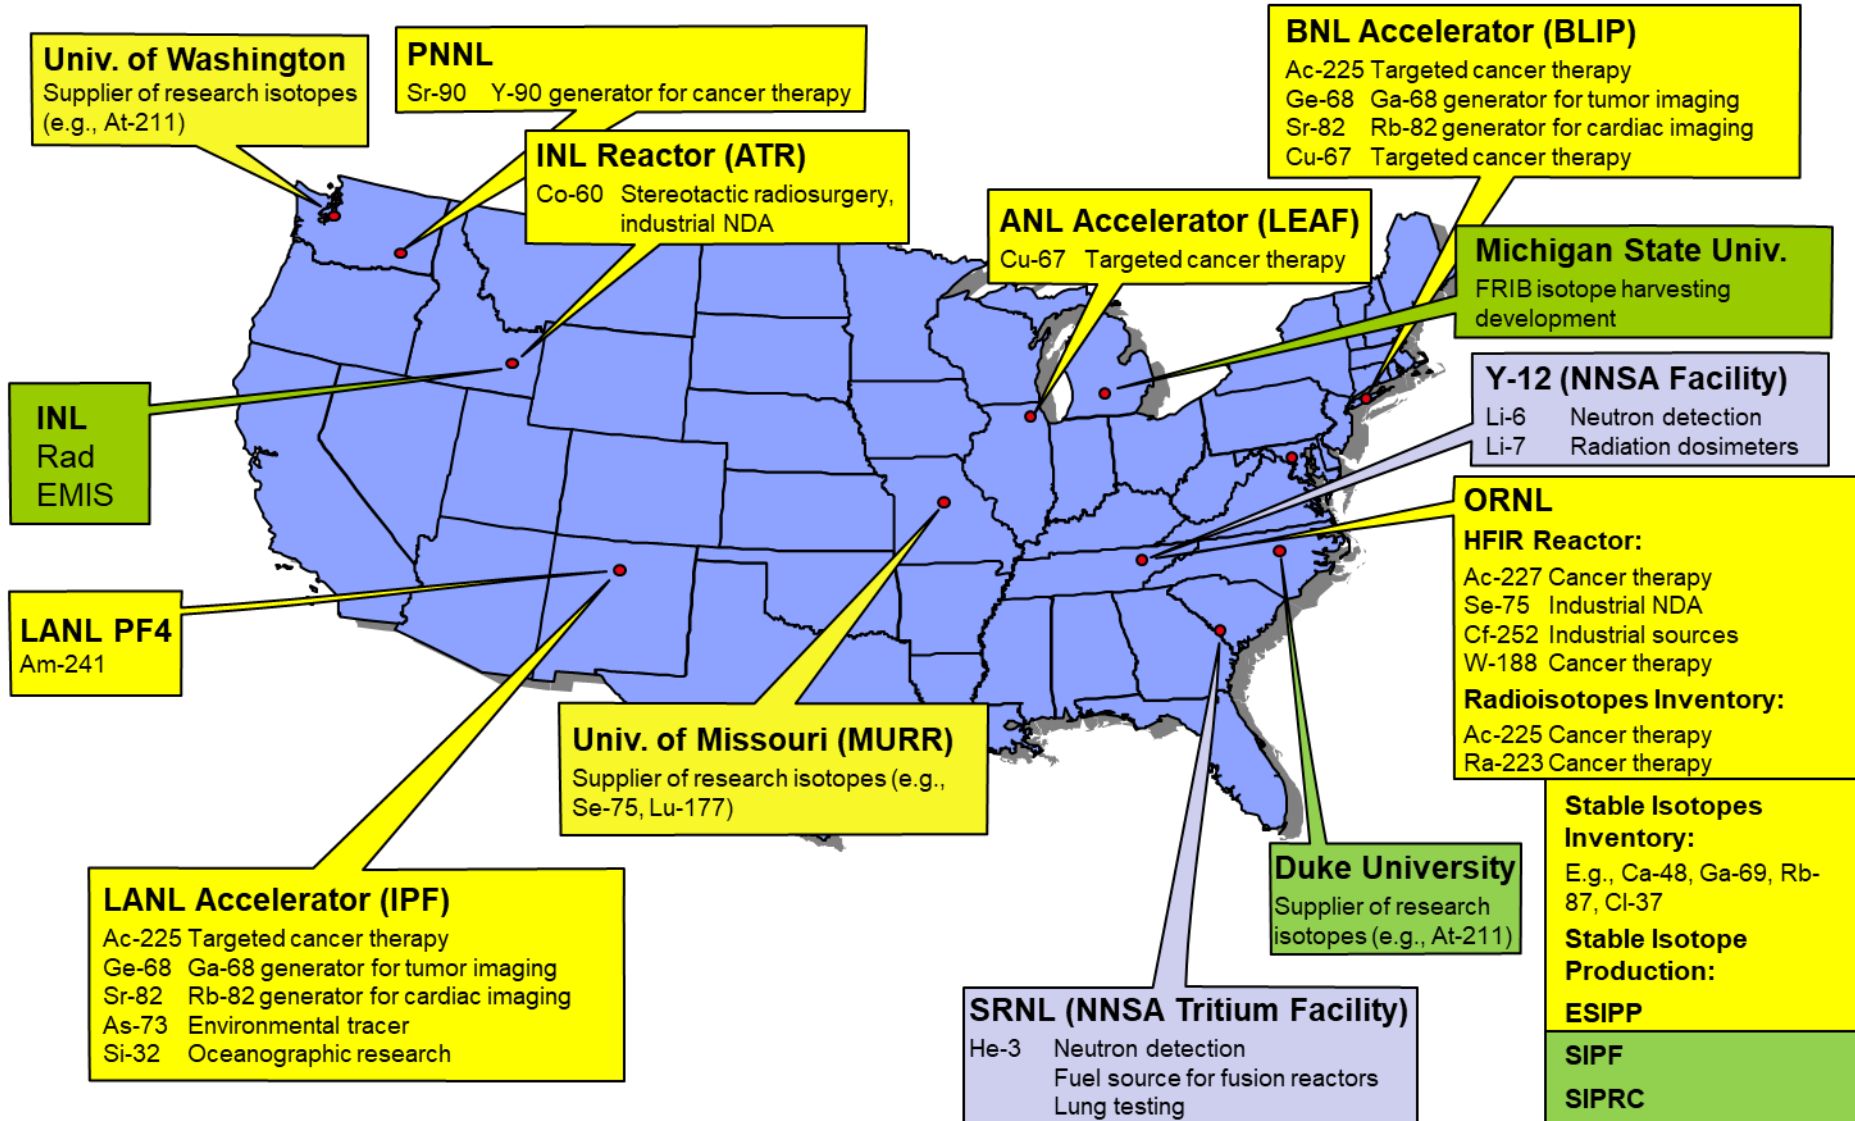 Univ. of Washington
Supplier of research isotopes
(e.g., At-211)
PNNL
Sr-90 Y-90 generator for cancer therapy
INL Reactor (ATR)
Co-60 Stereotactic radiosurgery,
industrial NDA
BNL Accelerator (BLIP)
Ac-225 Targeted cancer therapy
Ge-68 Ga-68 generator for tumor imaging
Sr-82 Rb-82 generator for cardiac imaging
Cu-67 Targeted cancer therapy
ANL Accelerator (LEAF)
Cu-67 Targeted cancer therapy
Michigan State Univ.
FRIB isotope harvesting
development
Y-12 (NNSA Facility)
Li-6 Neutron detection
Li-7 Radiation dosimeters
INL
Rad
EMIS
ORNL
HFIR Reactor:
Ac-227 Cancer therapy
Se-75 Industrial NDA
Cf-252 Industrial sources
W-188 Cancer therapy
Radioisotopes Inventory:
Ac-225 Cancer therapy
Ra-223 Cancer therapy
Stable Isotopes
Inventory:
E.g., Ca-48, Ga-69, Rb-
87, Cl-37
Stable Isotope
Production:
ESIPP
SIPF
SIPRC
LANL PF4
Am-241
Univ. of Missouri (MURR)
Supplier of research isotopes (e.g.,
Se-75, Lu-177)
LANL Accelerator (IPF)
Ac-225 Targeted cancer therapy
Ge-68 Ga-68 generator for tumor imaging
Sr-82 Rb-82 generator for cardiac imaging
As-73 Environmental tracer
Si-32 Oceanographic research
Duke University
Supplier of research
isotopes (e.g., At-211)
SRNL (NNSA Tritium Facility)
He-3 Neutron detection
Fuel source for fusion reactors
Lung testing